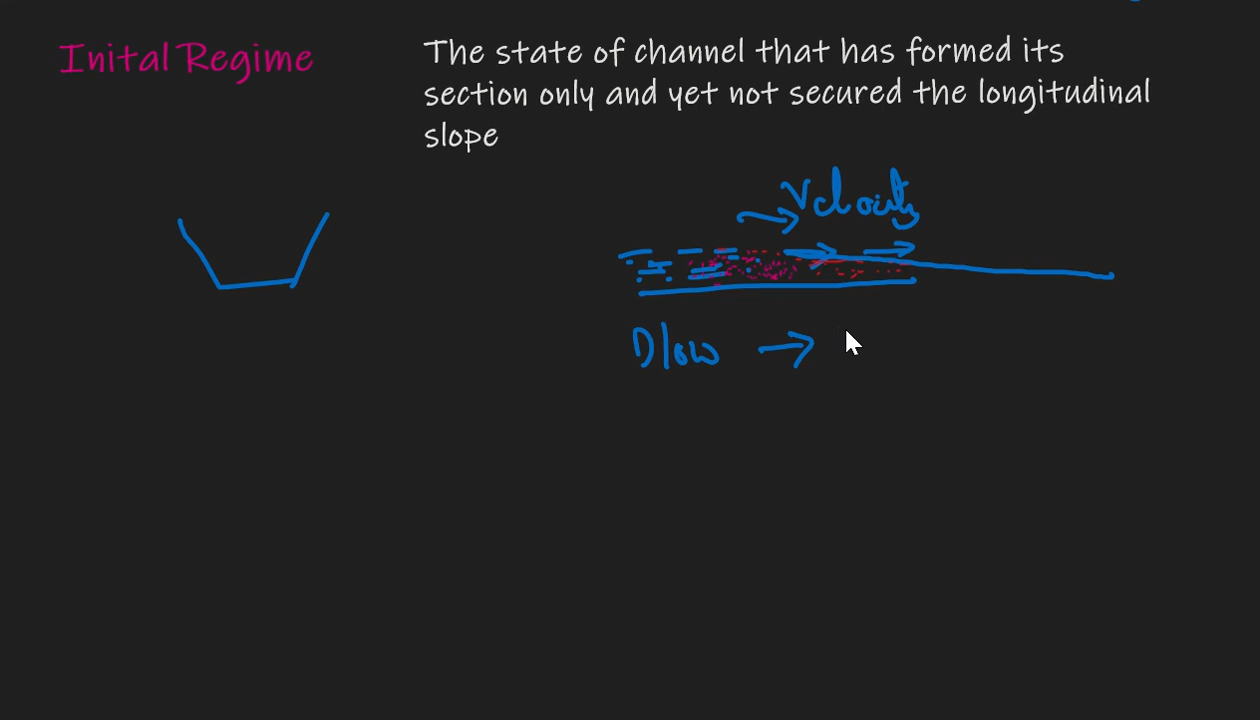 Inital Regime
The state of channel that has formed its
section only and yet not secured the longitudinal
slope
Velocity
Dlow